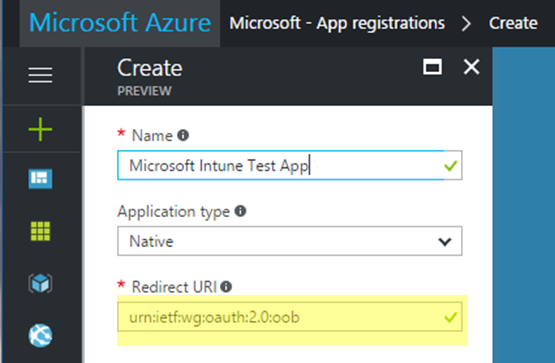 Microsoft Azure Microsoft - App registrations > Create
Create
PREVIEW
* Name
Microsoft Intune Test App
Application type
Native
* Redirect URI
urn:ietf:wg:oauth:2.0:oob